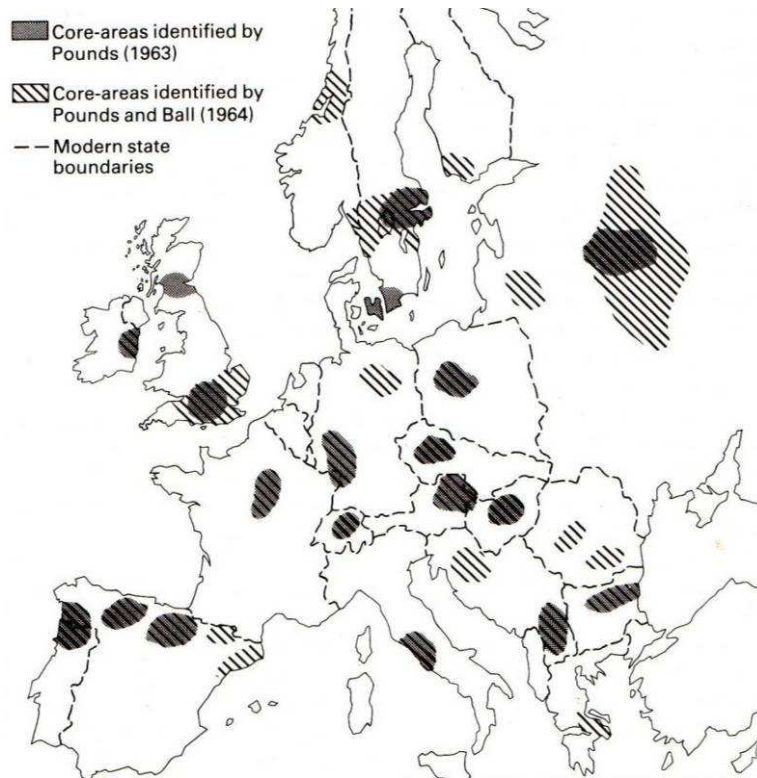 Core-areas identified by
Pounds (1963)
Core-areas identified by
Pounds and Ball (1964)
Modern state
boundaries